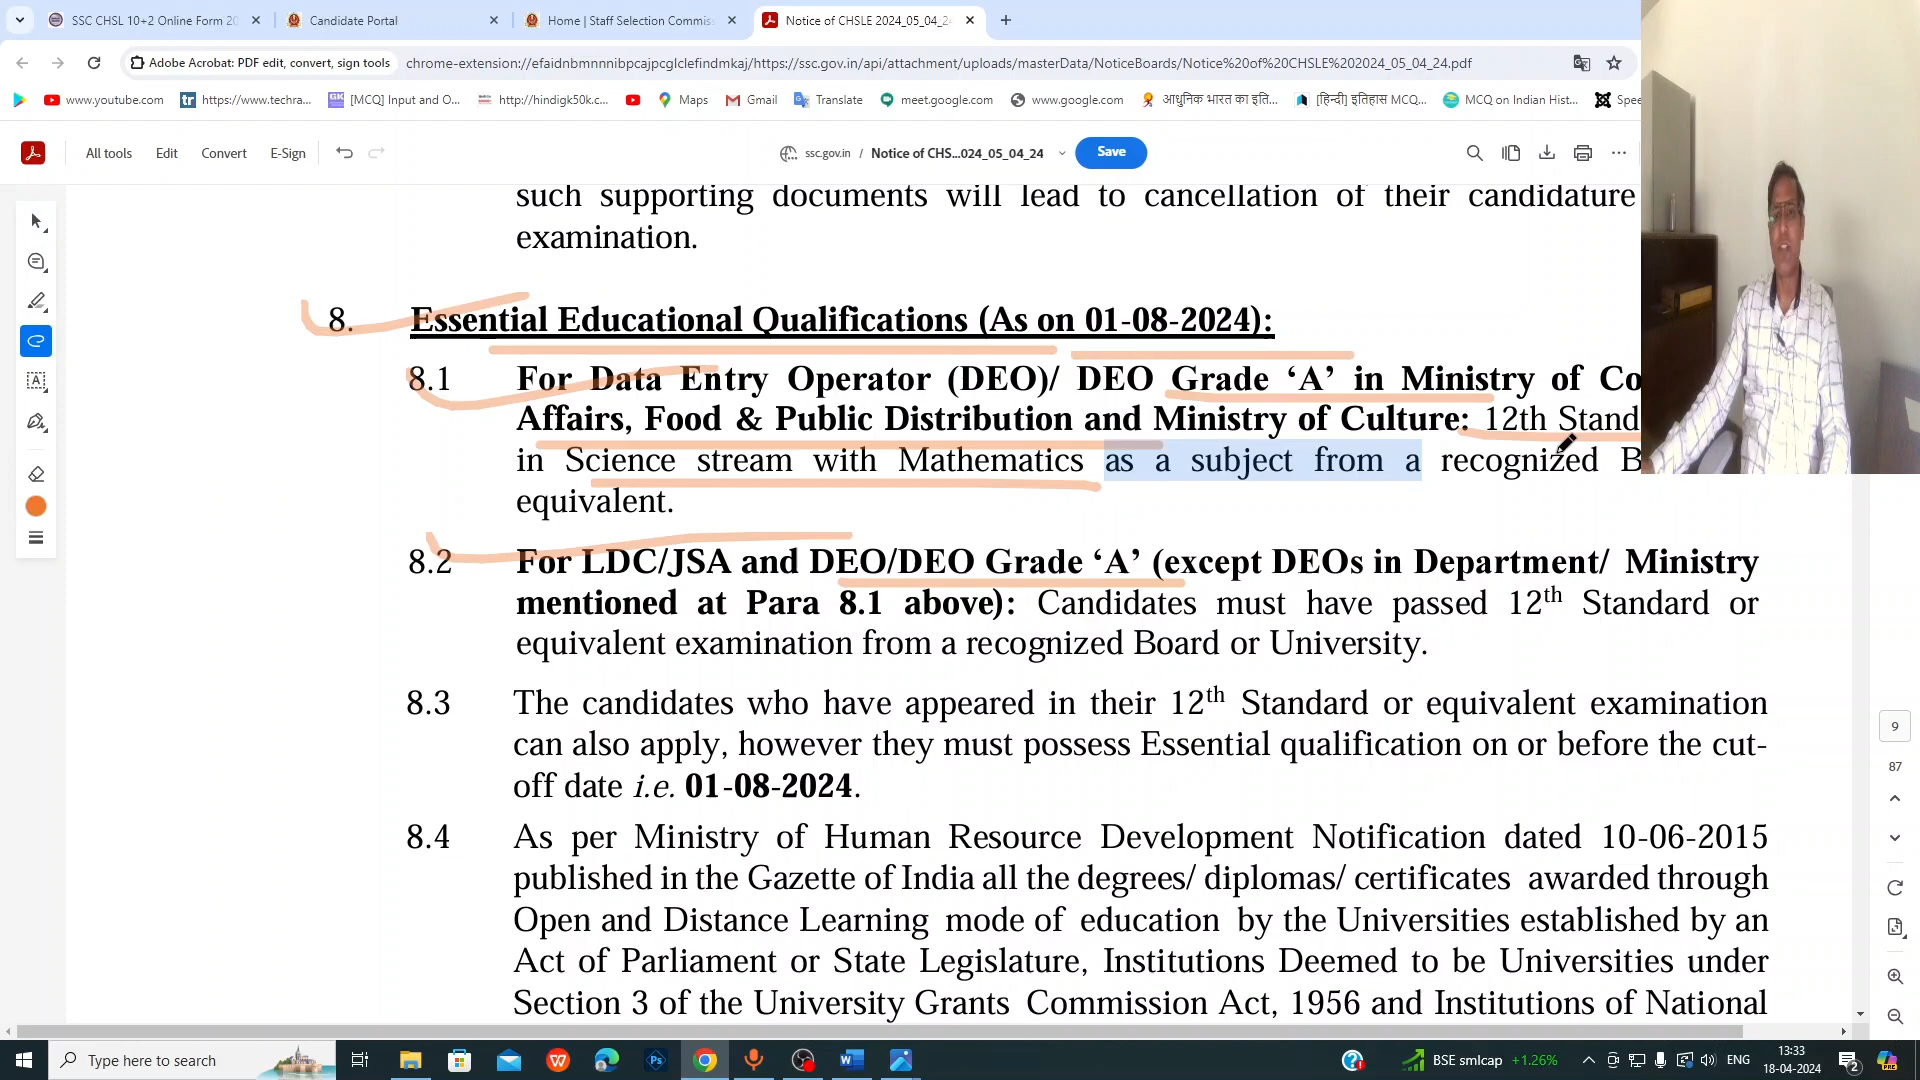 SSC CHSL 10+2 Online Form 20
Candidate Portal
Home | Staff Selection Commis
Notice of CHSLE 2024_05_04_24
Adobe Acrobat: PDF edit, convert, sign tools
chrome-extension://efaidnbmnnnibpcajpcglclefindmkaj/https://ssc.gov.in/api/attachment/uploads/masterData/NoticeBoards/Notice%20of%20CHSLE%202024_05_04_24.pdf
www.youtube.com
https://www.techra...
[MCQ] Input and O...
http://hindigk50k.c...
Maps
Gmail
Translate
meet.google.com
www.google.com
आधुनिक भारत का इति...
[हिन्दी] इतिहास MCQ...
MCQ on Indian Hist...
Spee
All tools
Edit
Convert
E-Sign
ssc.gov.in / Notice of CHS...024_05_04_24
Save
such supporting documents will lead to cancellation of their candidature
examination.
8. Essential Educational Qualifications (As on 01-08-2024):
8.1 For Data Entry Operator (DEO)/ DEO Grade ‘A’ in Ministry of Co
Affairs, Food & Public Distribution and Ministry of Culture: 12th Stand
in Science stream with Mathematics as a subject from a recognized B
equivalent.
8.2 For LDC/JSA and DEO/DEO Grade ‘A’ (except DEOs in Department/ Ministry
mentioned at Para 8.1 above): Candidates must have passed 12th Standard or
equivalent examination from a recognized Board or University.
8.3 The candidates who have appeared in their 12th Standard or equivalent examination
can also apply, however they must possess Essential qualification on or before the cut-
off date i.e. 01-08-2024.
8.4 As per Ministry of Human Resource Development Notification dated 10-06-2015
published in the Gazette of India all the degrees/ diplomas/ certificates awarded through
Open and Distance Learning mode of education by the Universities established by an
Act of Parliament or State Legislature, Institutions Deemed to be Universities under
Section 3 of the University Grants Commission Act, 1956 and Institutions of National
9
87
Type here to search
BSE smlcap +1.26%
ENG
13:33
18-04-2024
2